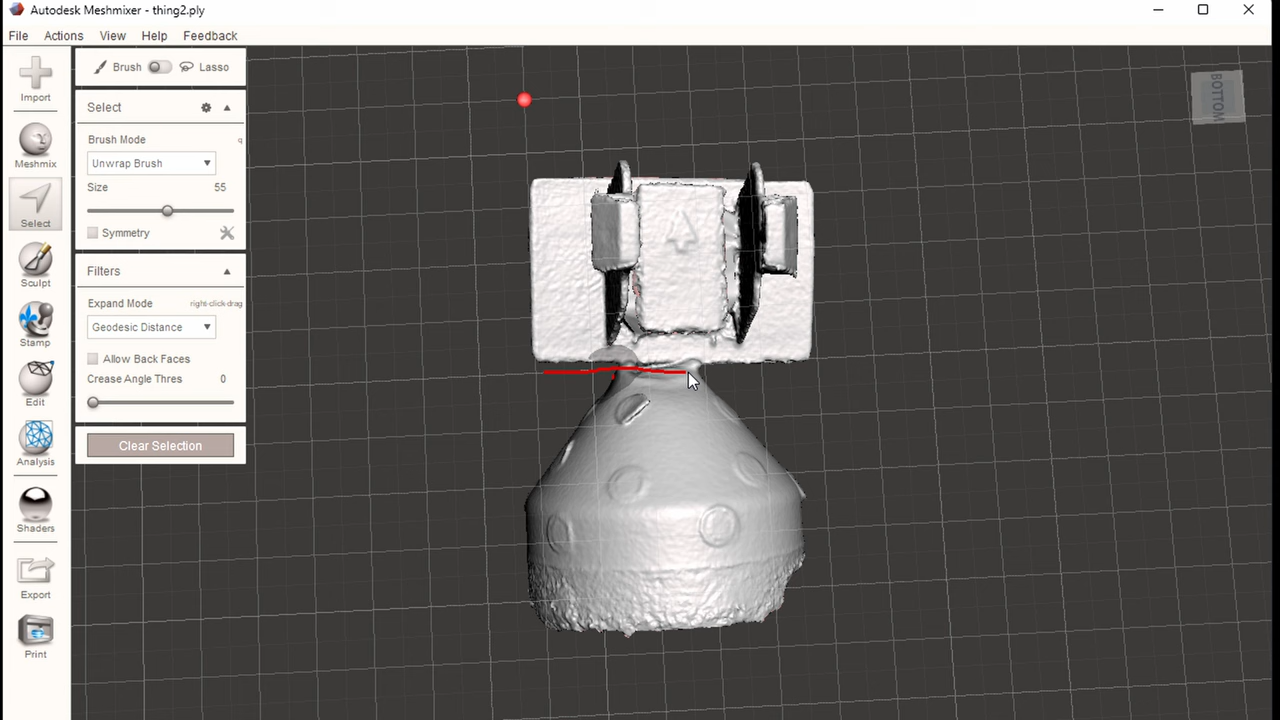 Autodesk Meshmixer - thing2.ply
File Actions View Help Feedback
Import
Meshmix
Select
Sculpt
Stamp
Edit
Analysis
Shaders
Export
Print
Brush Lasso
Select
Brush Mode q
Unwrap Brush
Size 55
Symmetry
Filters
Expand Mode right-click drag
Geodesic Distance
Allow Back Faces
Crease Angle Thres 0
Clear Selection
BOTTOM